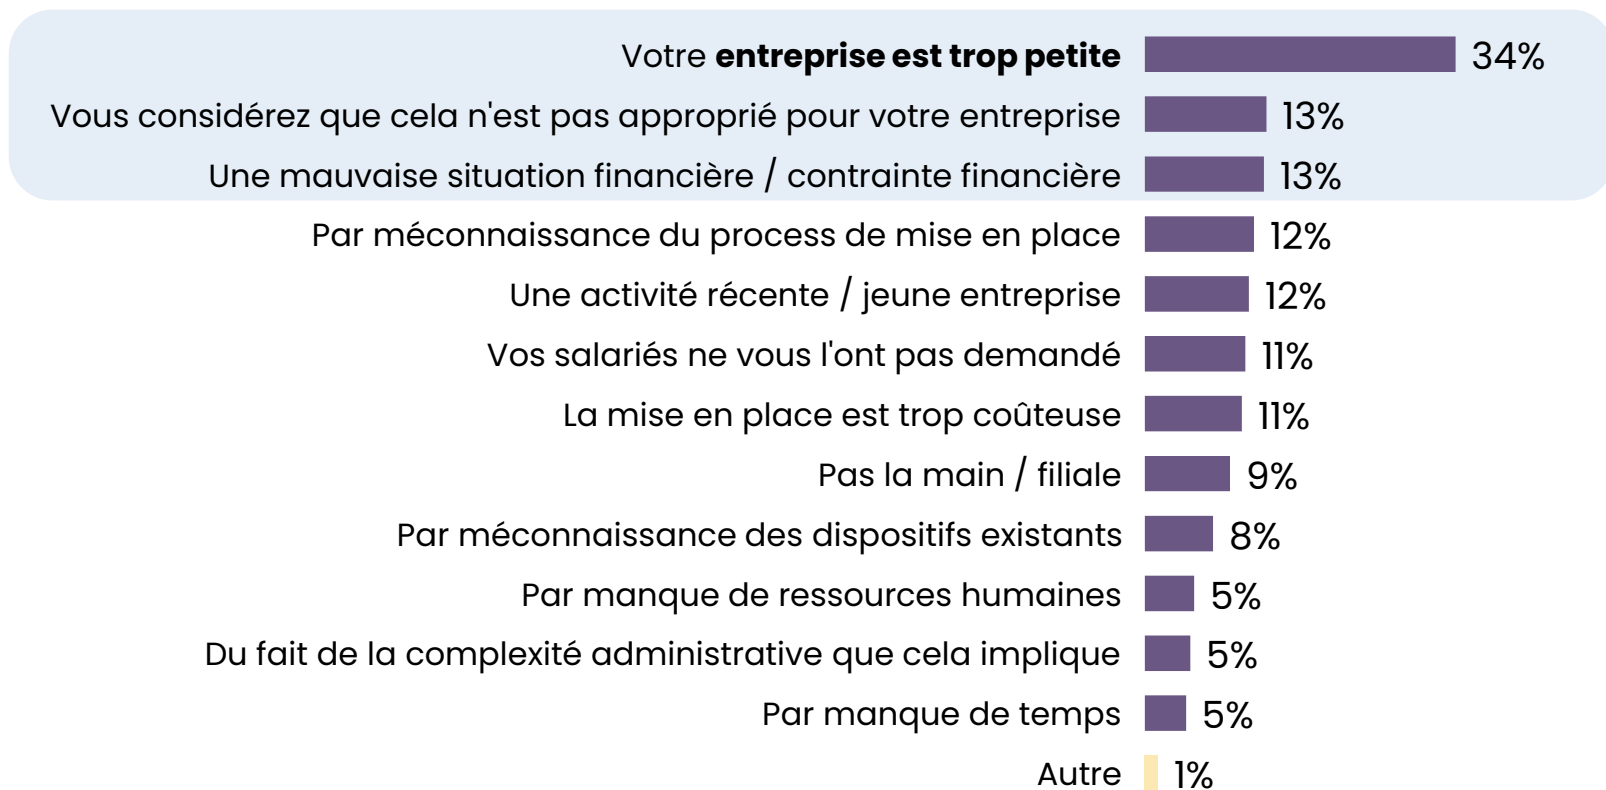 Votre entreprise est trop petite 34%
Vous considérez que cela n'est pas approprié pour votre entreprise 13%
Une mauvaise situation financière / contrainte financière 13%
Par méconnaissance du process de mise en place 12%
Une activité récente / jeune entreprise 12%
Vos salariés ne vous l'ont pas demandé 11%
La mise en place est trop coûteuse 11%
Pas la main / filiale 9%
Par méconnaissance des dispositifs existants 8%
Par manque de ressources humaines 5%
Du fait de la complexité administrative que cela implique 5%
Par manque de temps 5%
Autre 1%